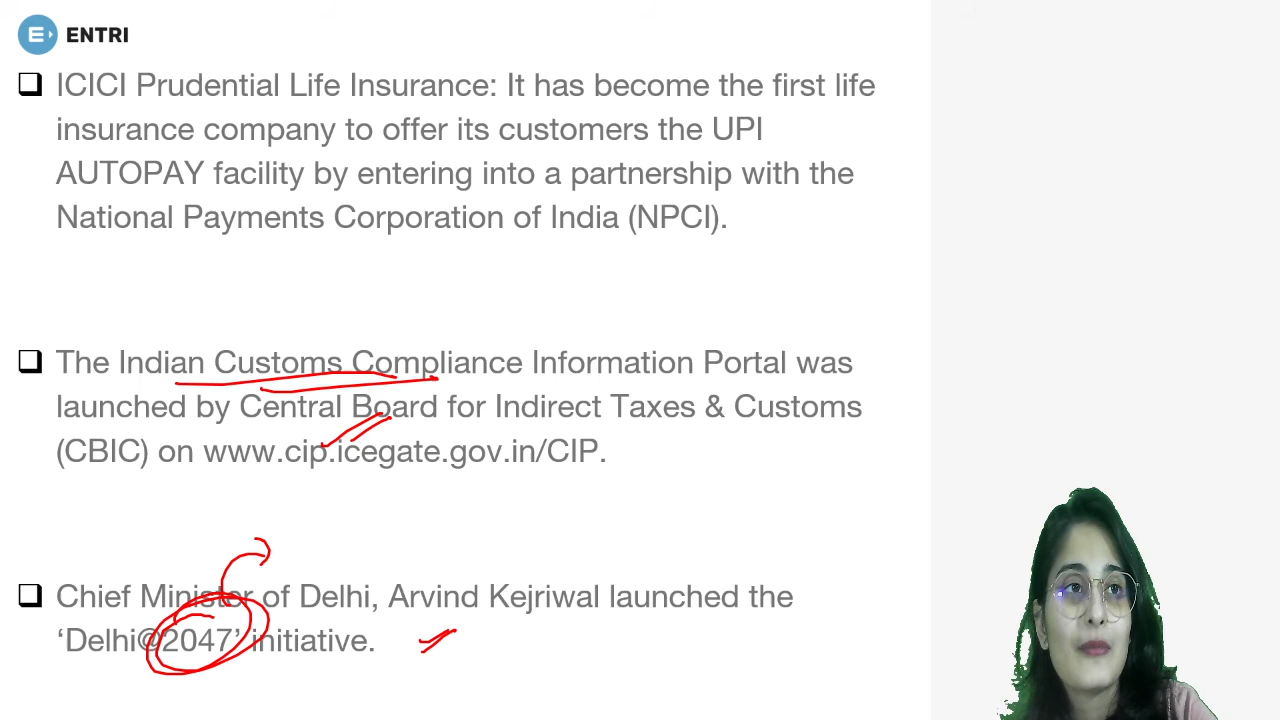 ENTRI
ICICI Prudential Life Insurance: It has become the first life
insurance company to offer its customers the UPI
AUTOPAY facility by entering into a partnership with the
National Payments Corporation of India (NPCI).
The Indian Customs Compliance Information Portal was
launched by Central Board for Indirect Taxes & Customs
(CBIC) on www.cip.icegate.gov.in/CIP.
Chief Minister of Delhi, Arvind Kejriwal launched the
‘Delhi@2047’ initiative.